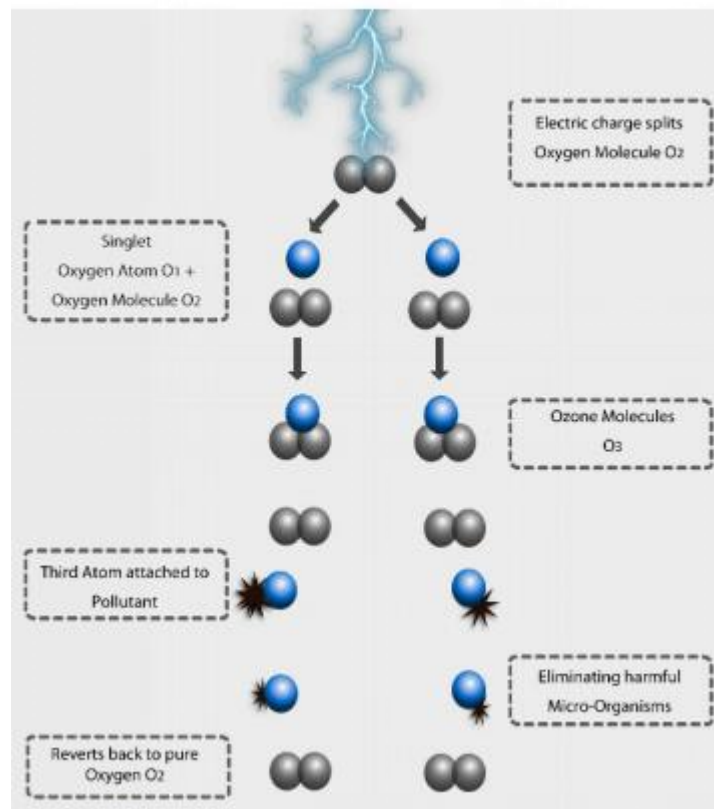 Electric charge splits
Oxygen Molecule O2
Singlet
Oxygen Atom O1 +
Oxygen Molecule O2
Ozone Molecules
O3
Third Atom attached to
Pollutant
Eliminating harmful
Micro-Organisms
Reverts back to pure
Oxygen O2